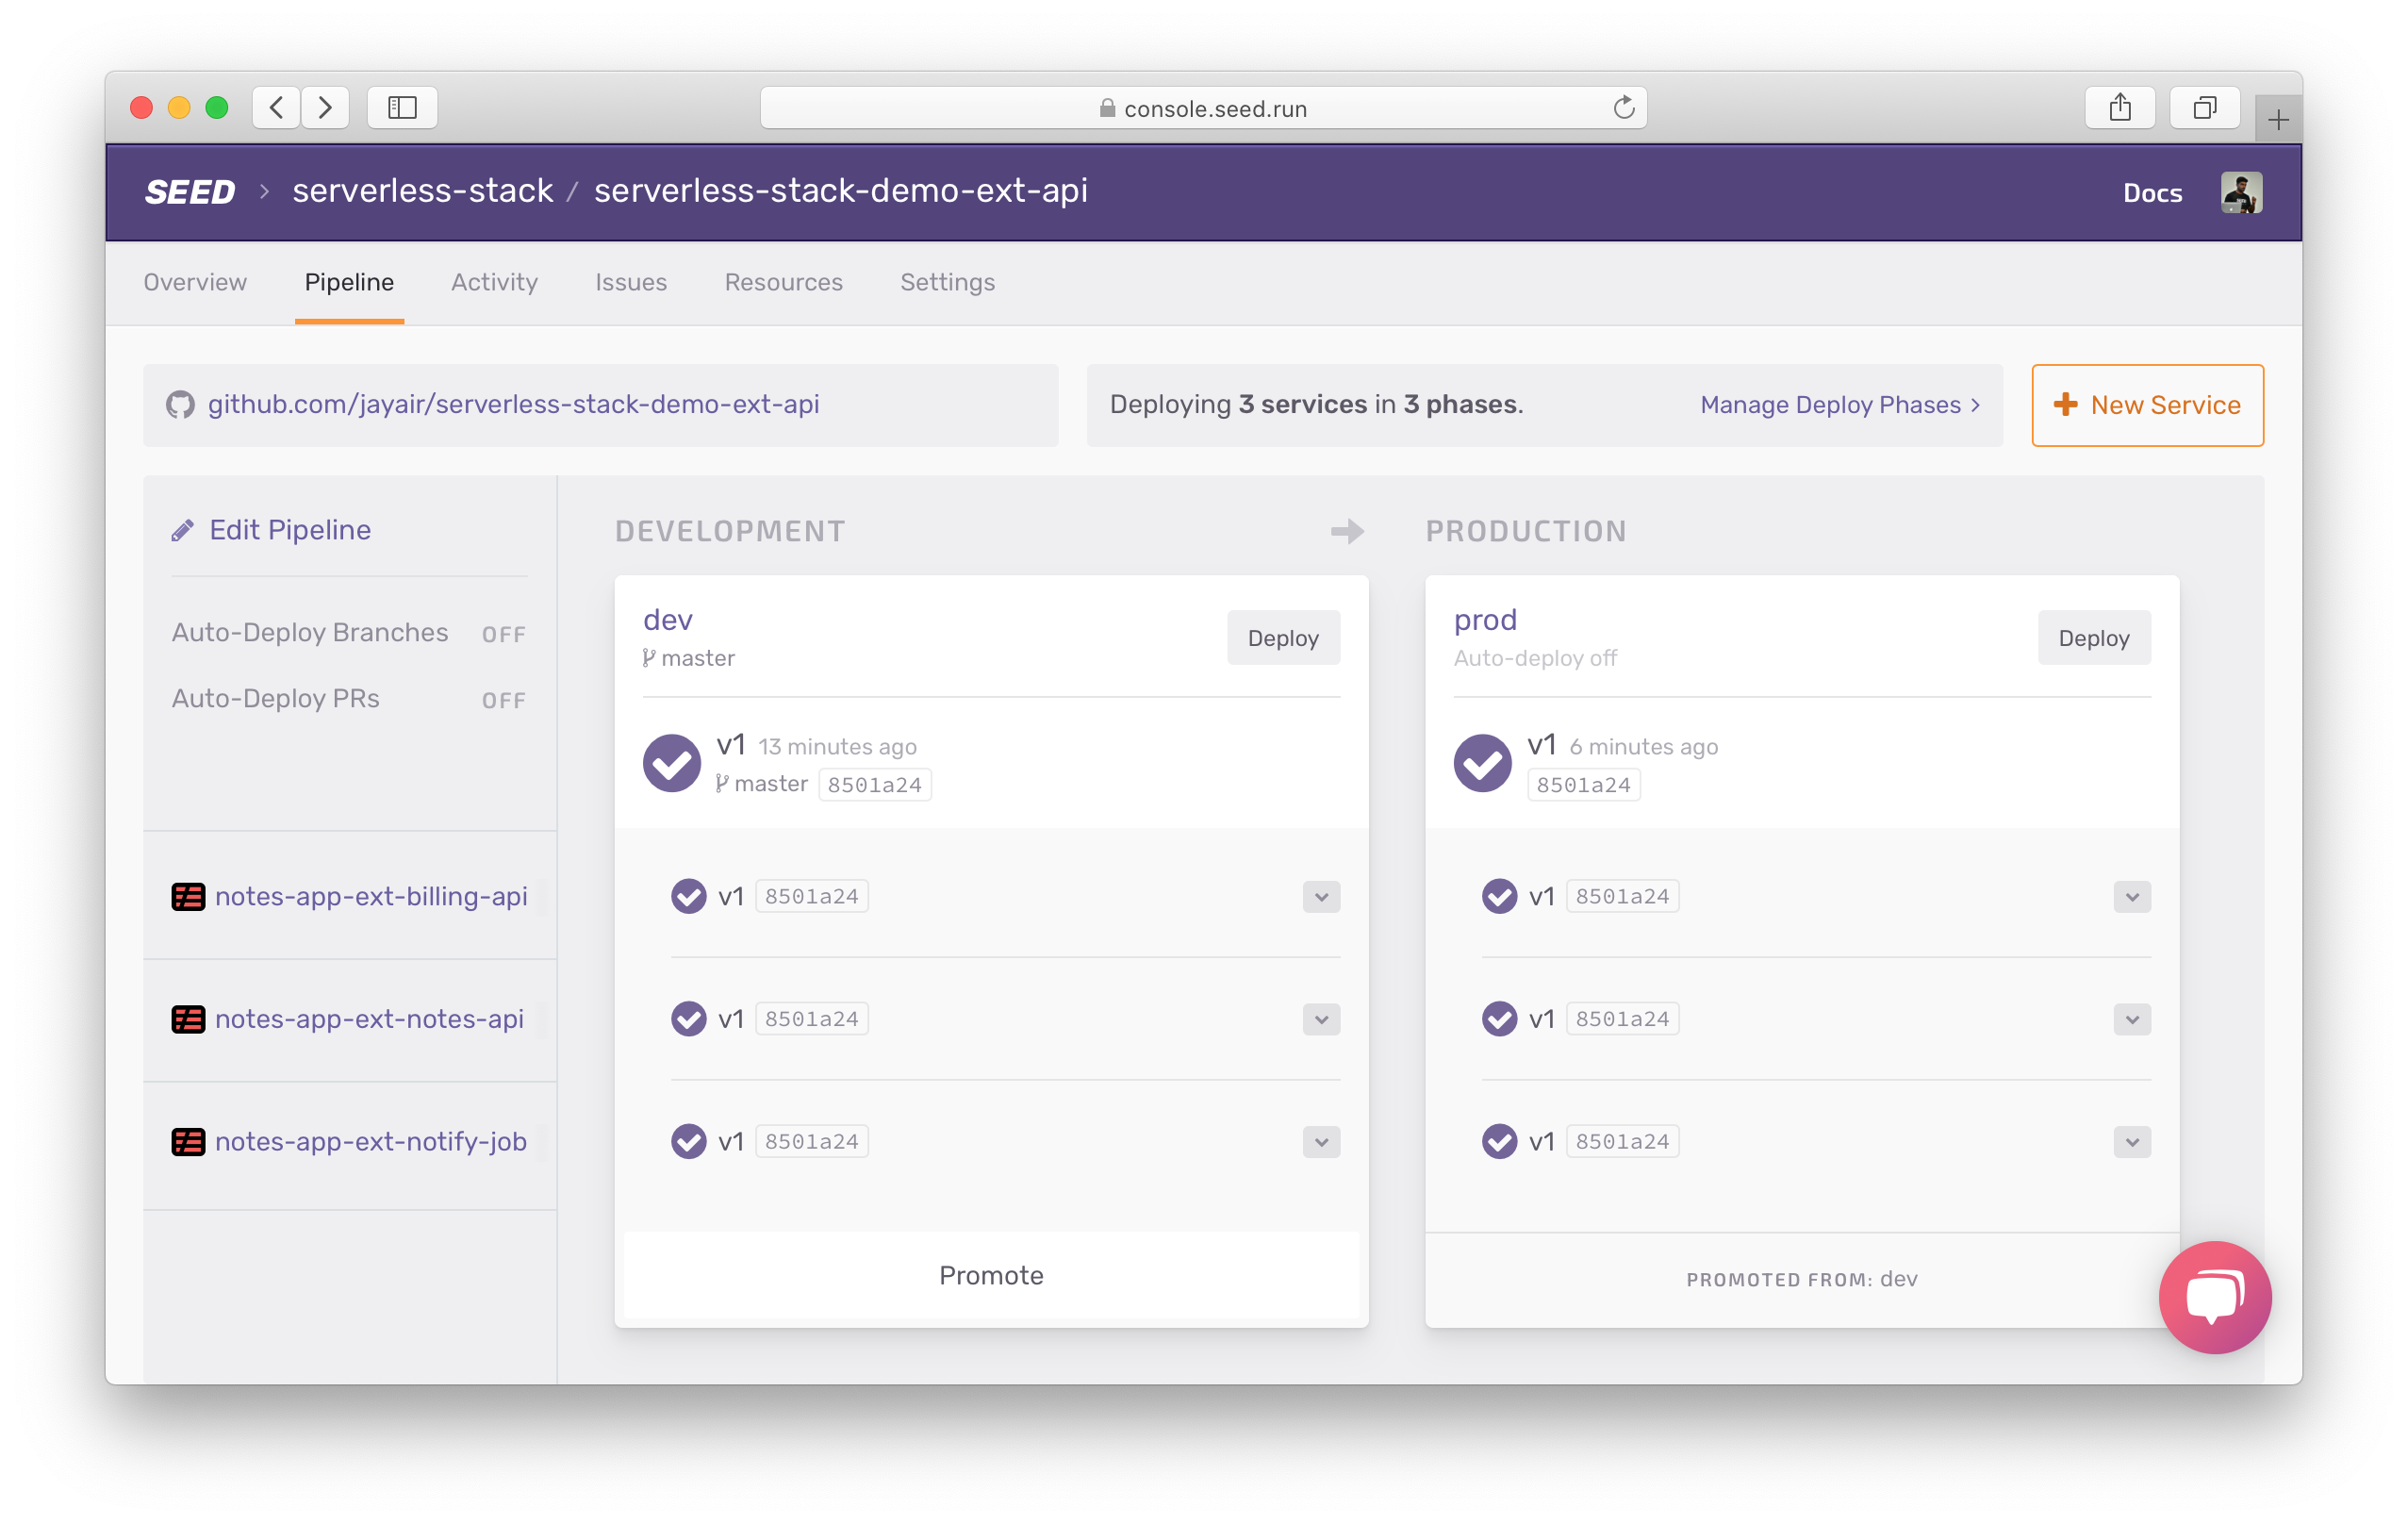 console.seed.run
SEED > serverless-stack / serverless-stack-demo-ext-api
Docs
Overview Pipeline Activity Issues Resources Settings
github.com/jayair/serverless-stack-demo-ext-api
Deploying 3 services in 3 phases.
Manage Deploy Phases >
+ New Service
Edit Pipeline
Auto-Deploy Branches OFF
Auto-Deploy PRs OFF
notes-app-ext-billing-api
notes-app-ext-notes-api
notes-app-ext-notify-job
DEVELOPMENT
dev
master
Deploy
v1 13 minutes ago
master 8501a24
v1 8501a24
v1 8501a24
v1 8501a24
Promote
PRODUCTION
prod
Auto-deploy off
Deploy
v1 6 minutes ago
8501a24
v1 8501a24
v1 8501a24
v1 8501a24
PROMOTED FROM: dev